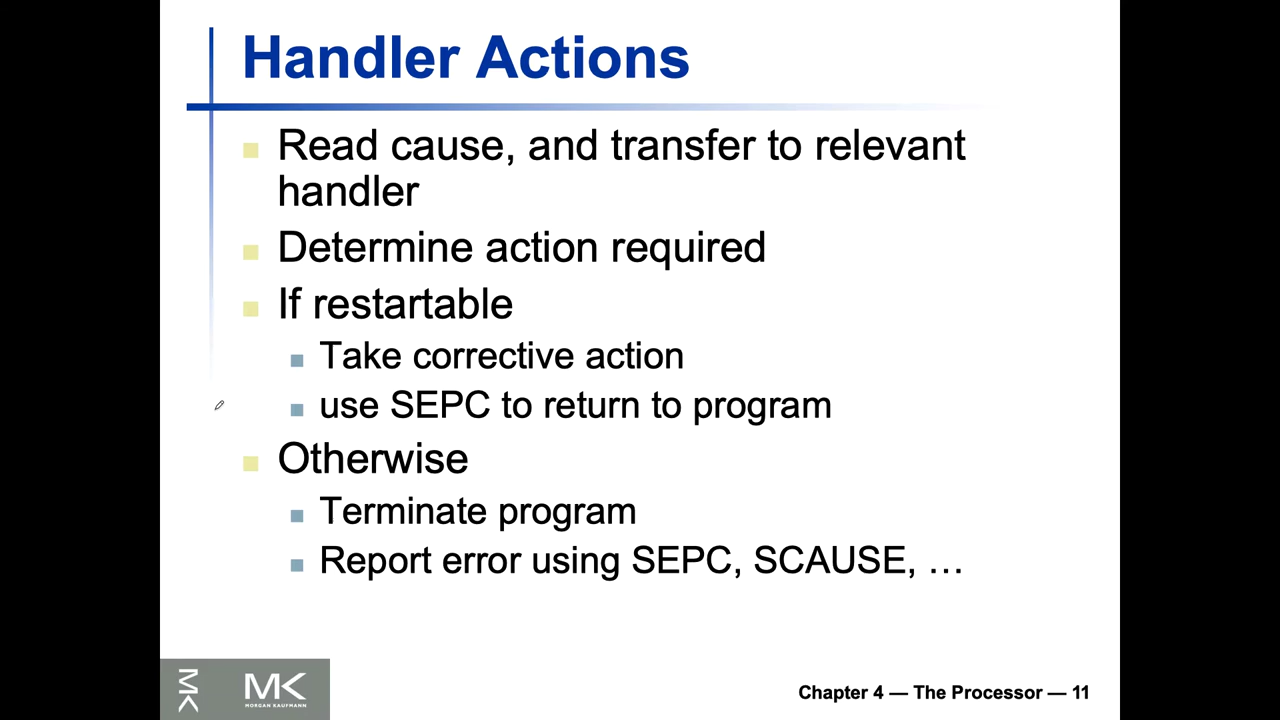 Handler Actions
Read cause, and transfer to relevant
handler
Determine action required
If restartable
Take corrective action
use SEPC to return to program
Otherwise
Terminate program
Report error using SEPC, SCAUSE, …
MK
MK
MORGAN KAUFMANN
Chapter 4 — The Processor — 11